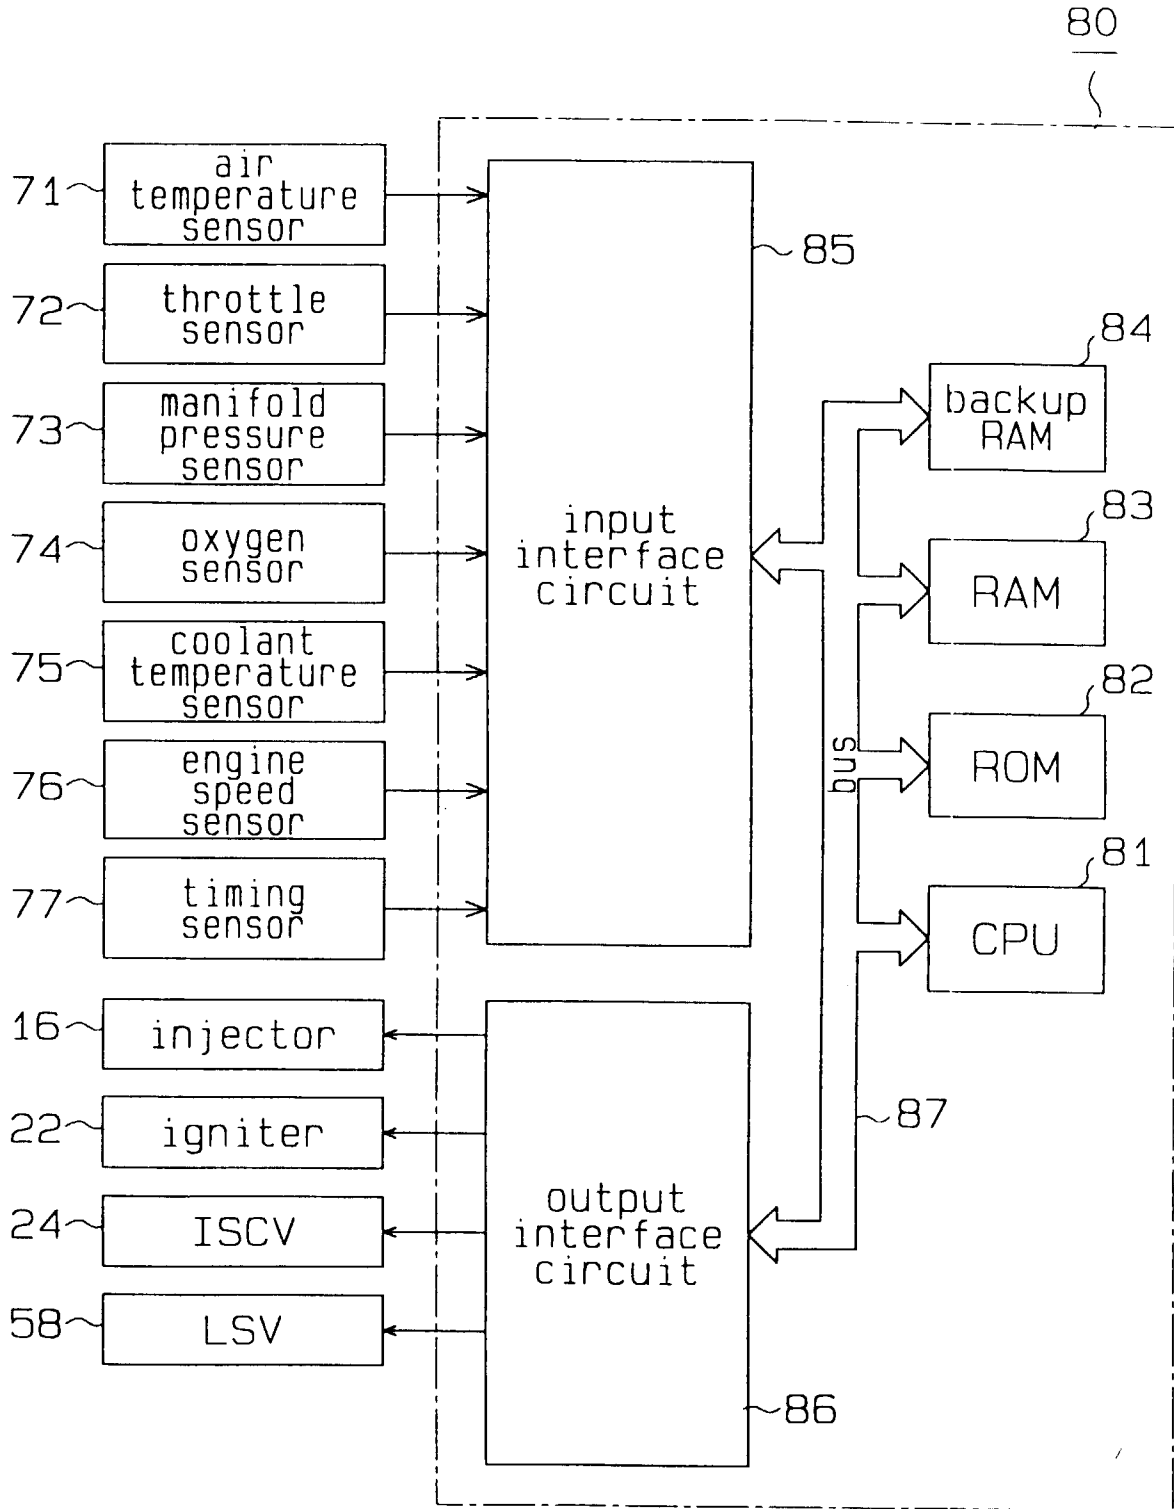 80
71
air
temperature
sensor
72
throttle
sensor
73
manifold
pressure
sensor
74
oxygen
sensor
75
coolant
temperature
sensor
76
engine
speed
sensor
77
timing
sensor
input
interface
circuit
85
84
backup
RAM
83
RAM
82
ROM
bus
81
CPU
16
injector
22
igniter
24
ISCV
58
LSV
output
interface
circuit
87
86